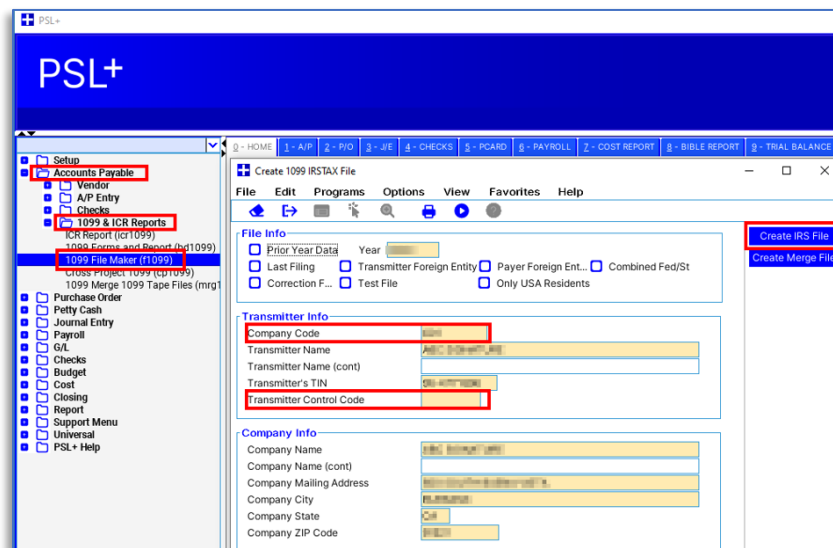 PSL+
PSL+
0 - HOME 1 - A/P 2 - P/O 3 - J/E 4 - CHECKS 5 - PCARD 6 - PAYROLL 7 - COST REPORT 8 - BIBLE REPORT 9 - TRIAL BALANCE
Setup
Accounts Payable
Vendor
A/P Entry
Checks
1099 & ICR Reports
ICR Report (icr1099)
1099 Forms and Report (bd1099)
1099 File Maker (f1099)
Cross Project 1099 (cp1099)
1099 Merge 1099 Tape Files (mrg1
Purchase Order
Petty Cash
Journal Entry
Payroll
G/L
Checks
Budget
Cost
Closing
Report
Support Menu
Universal
PSL+ Help
Create 1099 IRSTAX File
File Edit Programs Options View Favorites Help
File Info
Prior Year Data Year
Last Filing Transmitter Foreign Entity Payer Foreign Ent... Combined Fed/St
Correction F... Test File Only USA Residents
Transmitter Info
Company Code
Transmitter Name
Transmitter Name (cont)
Transmitter's TIN
Transmitter Control Code
Company Info
Company Name
Company Name (cont)
Company Mailing Address
Company City
Company State
Company ZIP Code
Create IRS File
Create Merge File